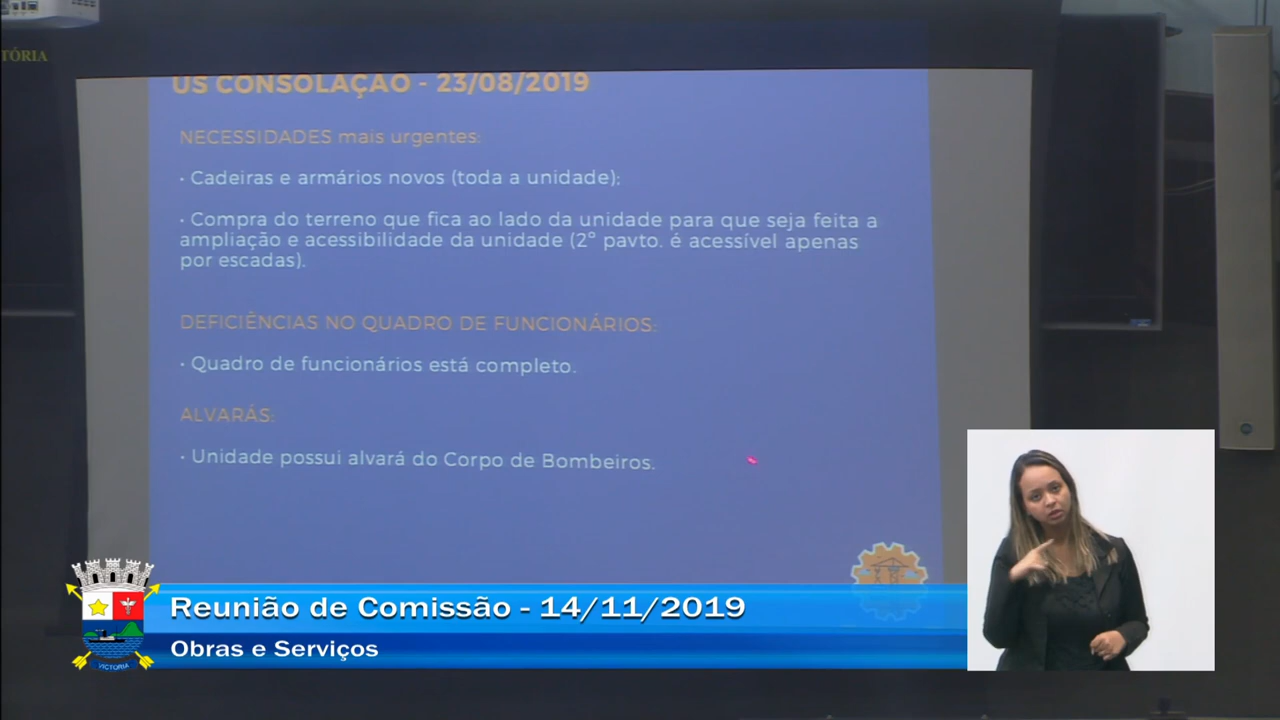 TÓRIA
US CONSOLAÇÃO - 23/08/2019
NECESSIDADES mais urgentes:
• Cadeiras e armários novos (toda a unidade);
• Compra do terreno que fica ao lado da unidade para que seja feita a
ampliação e acessibilidade da unidade (2º pavto. é acessível apenas
por escadas).
DEFICIÊNCIAS NO QUADRO DE FUNCIONÁRIOS:
• Quadro de funcionários está completo.
ALVARÁS:
• Unidade possui alvará do Corpo de Bombeiros.
Reunião de Comissão - 14/11/2019
Obras e Serviços
VICTORIA